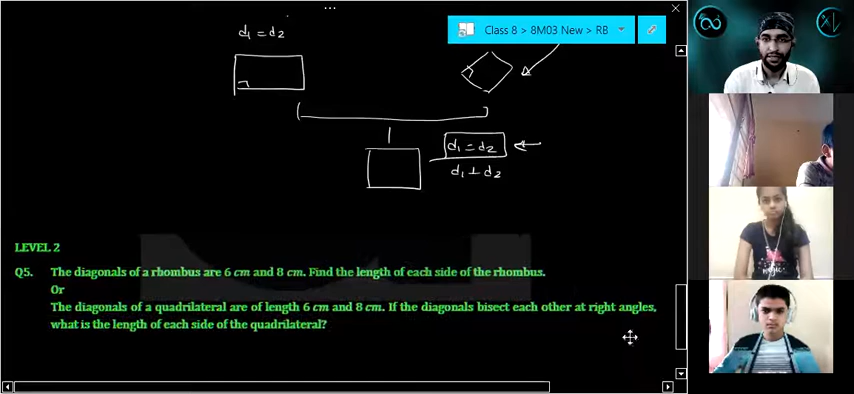 d₁ = d₂
Class 8 > 8M03 New > RB
d₁ = d₂
d₁ ⊥ d₂
LEVEL 2
Q5. The diagonals of a rhombus are 6 cm and 8 cm. Find the length of each side of the rhombus.
Or
The diagonals of a quadrilateral are of length 6 cm and 8 cm. If the diagonals bisect each other at right angles,
what is the length of each side of the quadrilateral?